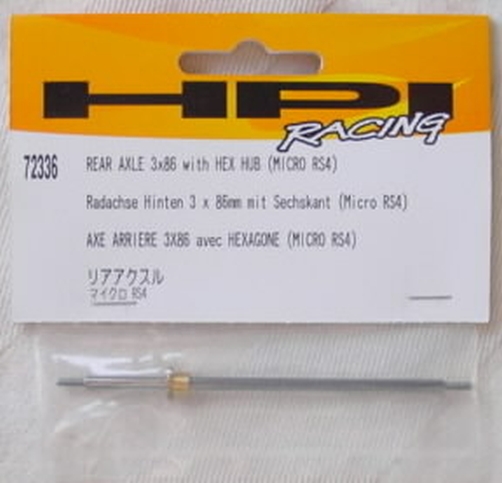 HPI
RACING
72336
REAR AXLE 3x86 with HEX HUB (MICRO RS4)
Radachse Hinten 3 x 86mm mit Sechskant (Micro RS4)
AXE ARRIERE 3X86 avec HEXAGONE (MICRO RS4)
リアアクスル
マイクロ RS4